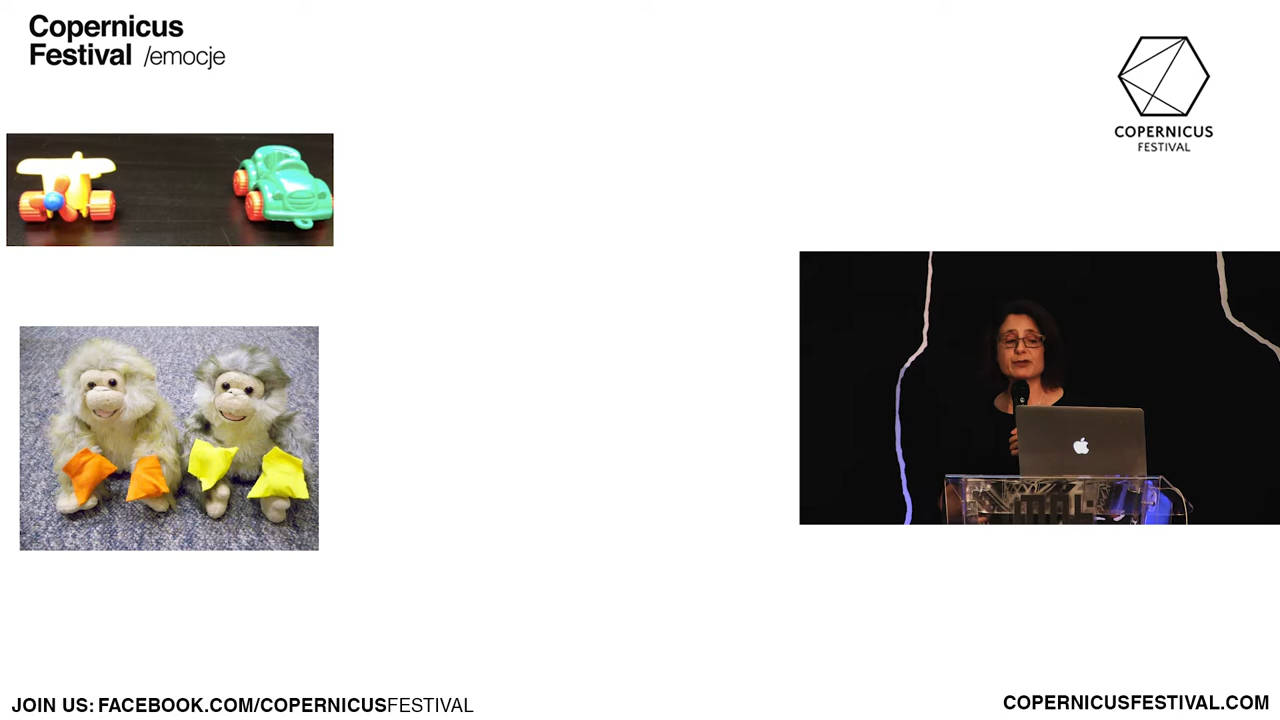 Copernicus
Festival /emocje
COPERNICUS
FESTIVAL
JOIN US: FACEBOOK.COM/COPERNICUSFESTIVAL
COPERNICUSFESTIVAL.COM